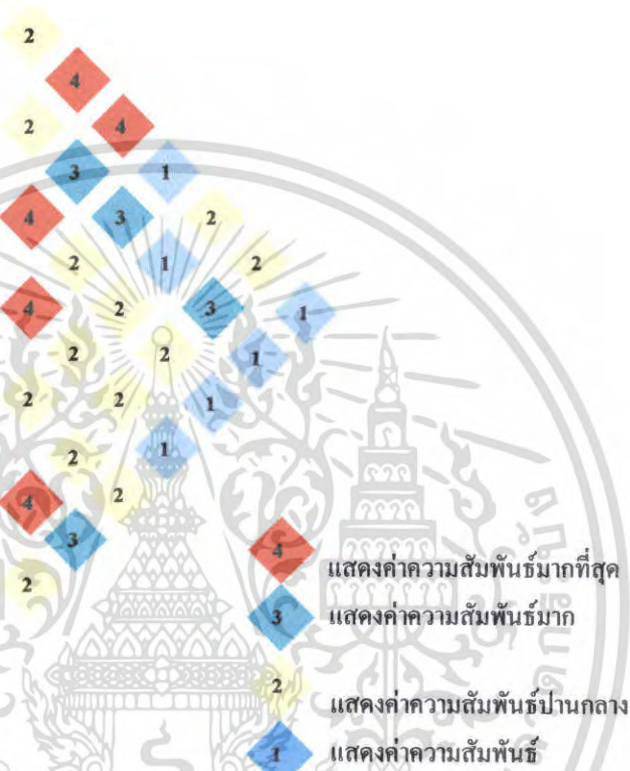 2
4
2 4
3 1
4 3 2
2 1 2
4 2 3 1
2 2 1
2 2 1
2 1
4 2
3
2
4 แสดงค่าความสัมพันธ์มากที่สุด
3 แสดงค่าความสัมพันธ์มาก
2 แสดงค่าความสัมพันธ์ปานกลาง
1 แสดงค่าความสัมพันธ์